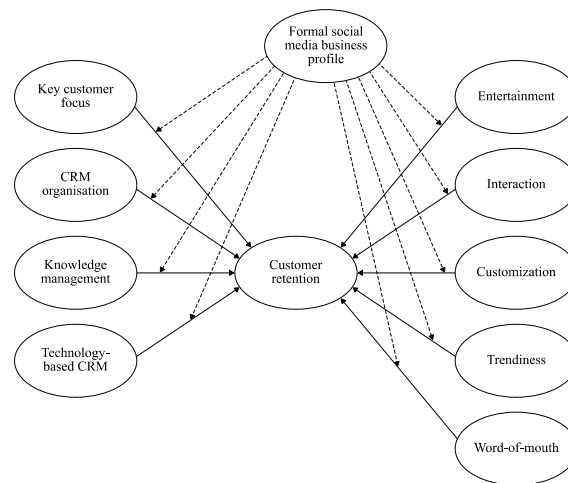 Formal social
media business
profile
Key customer
focus
Entertainment
CRM
organisation
Interaction
Knowledge
management
Customer
retention
Customization
Technology-
based CRM
Trendiness
Word-of-mouth